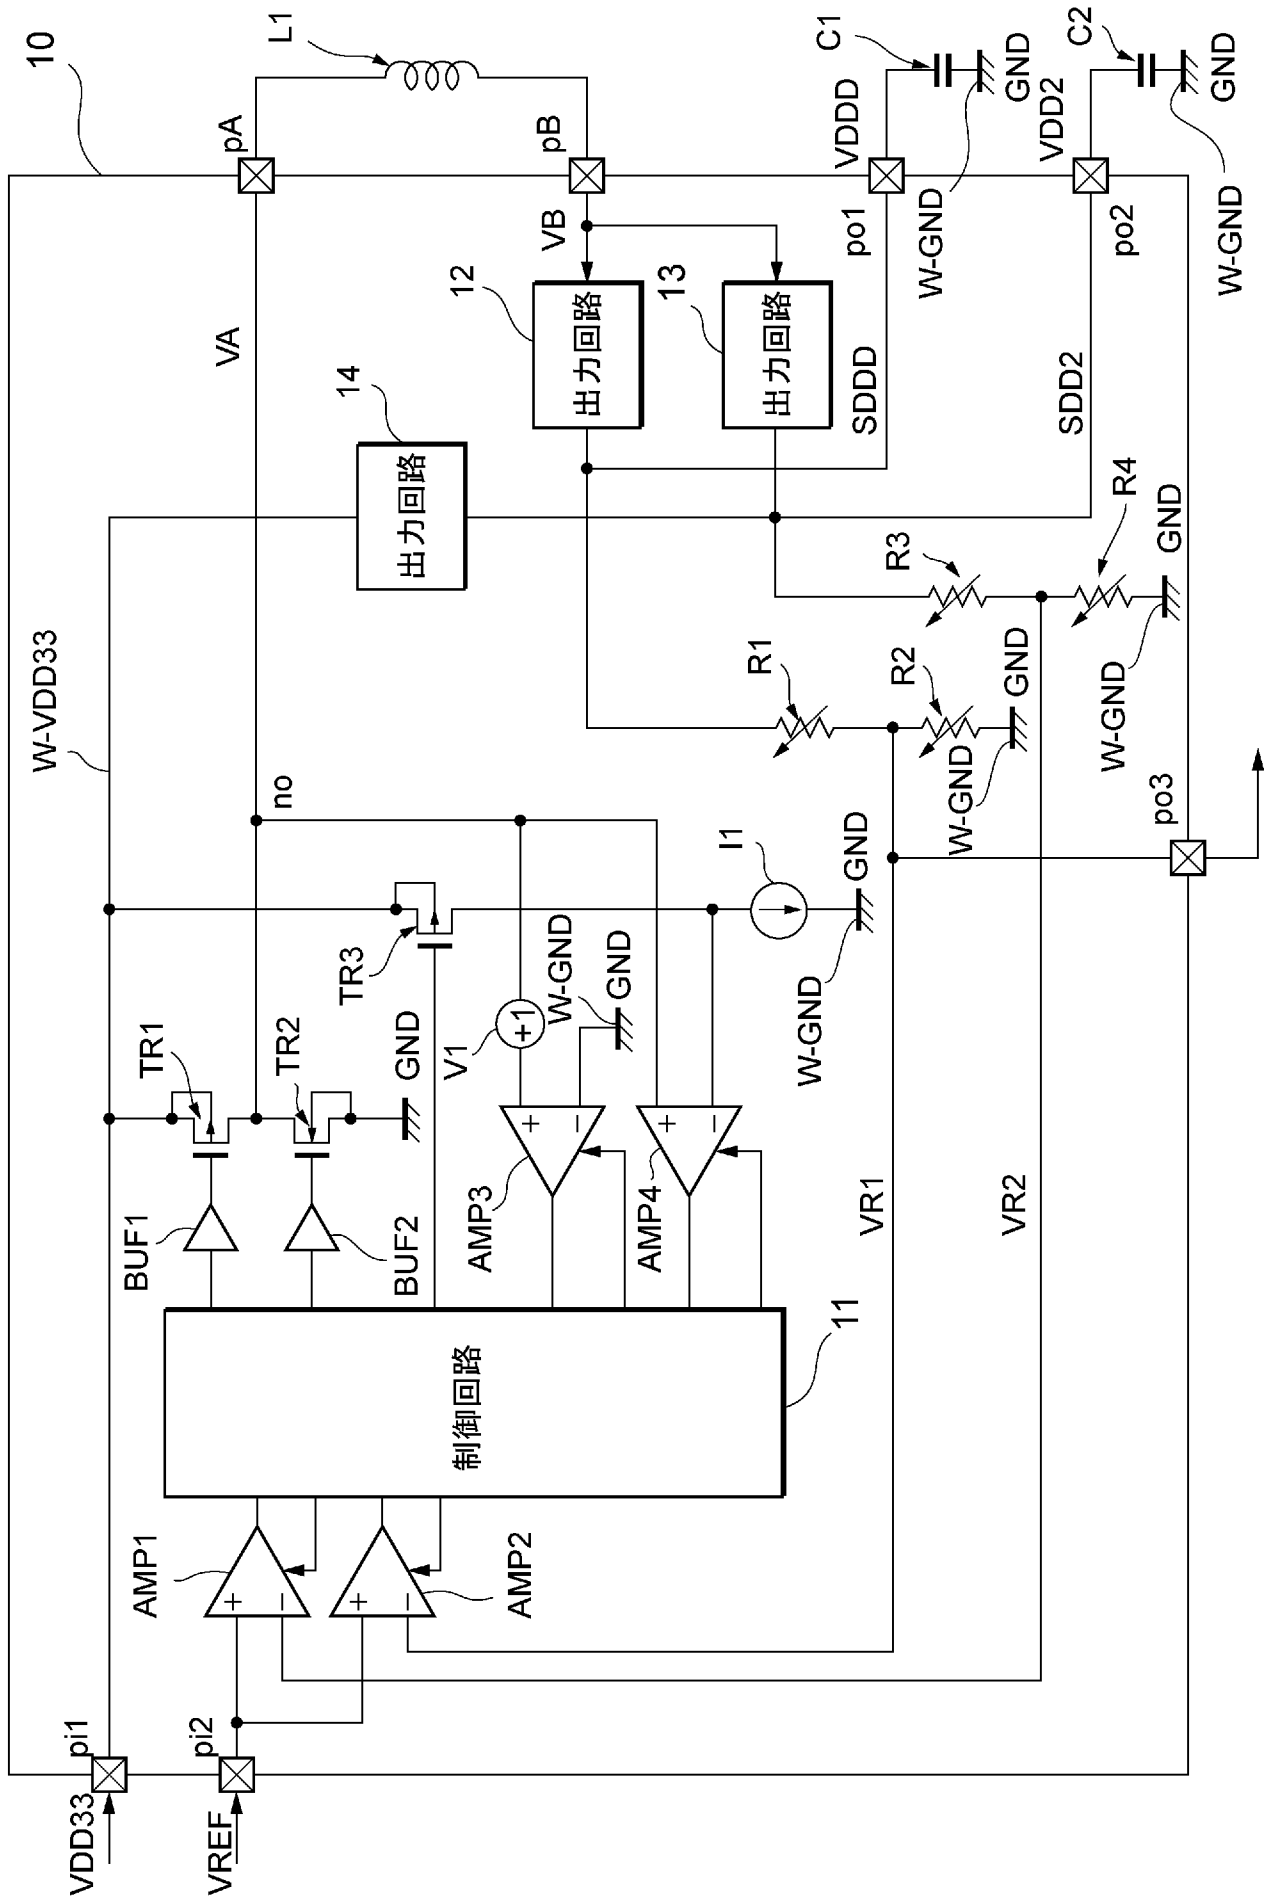 10
L1
pA
pB
C1
VDDD
GND
C2
VDD2
GND
VA
VB
po1
W-GND
po2
W-GND
12
出力回路
13
出力回路
14
出力回路
SDDD
SDD2
W-VDD33
no
R1
R2
GND
W-GND
R3
R4
GND
W-GND
po3
TR1
TR2
GND
TR3
V1
+1
W-GND
GND
I1
GND
W-GND
BUF1
BUF2
AMP3
+
−
AMP4
+
−
VR1
VR2
制御回路
11
AMP1
+
−
AMP2
+
−
pi1
VDD33
pi2
VREF